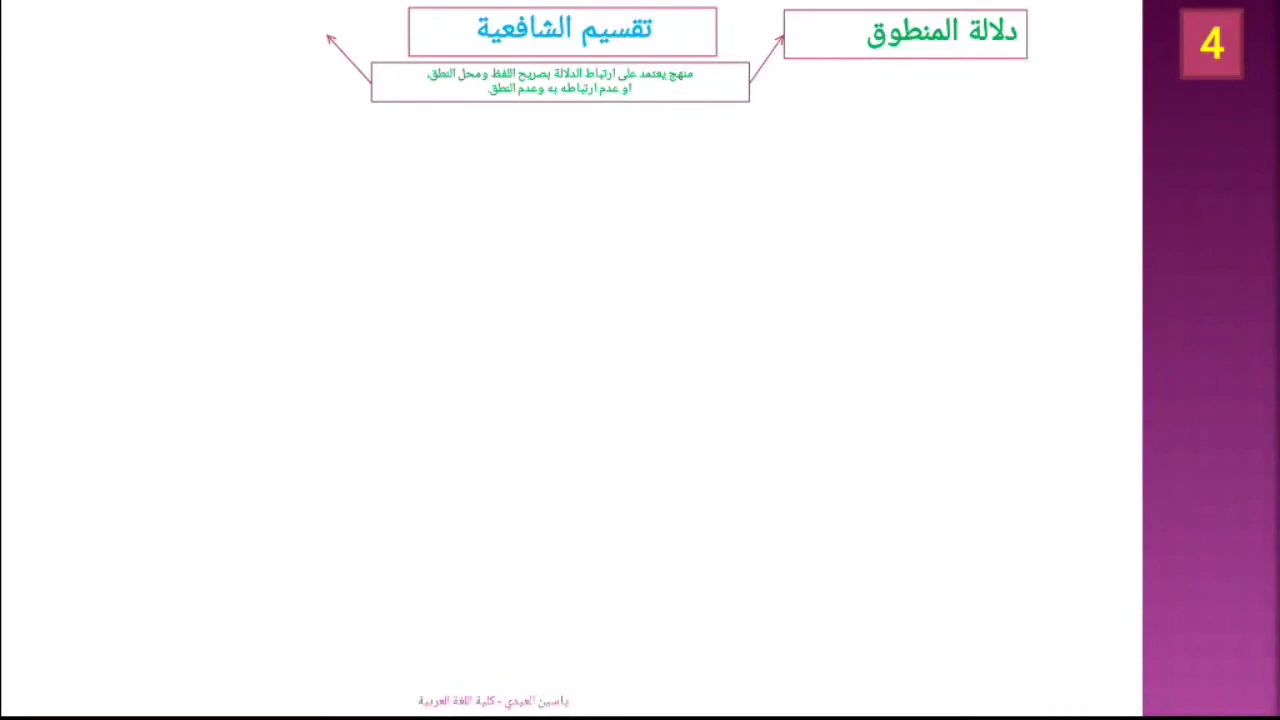 4
دلالة المنطوق
تقسيم الشافعية
منهج يعتمد على ارتباط الدلالة بصريح اللفظ ومحل النطق،
او عدم ارتباطه به وعدم النطق.
ياسين العبدي - كلية اللغة العربية